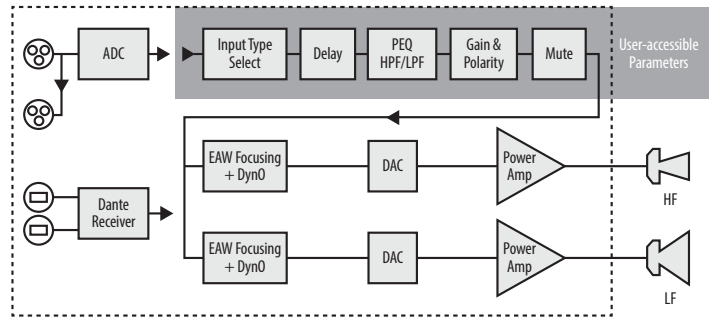 ADC
Input Type
Select
Delay
PEQ
HPF/LPF
Gain &
Polarity
Mute
User-accessible
Parameters
EAW Focusing
+ DynO
DAC
Power
Amp
HF
Dante
Receiver
EAW Focusing
+ DynO
DAC
Power
Amp
LF